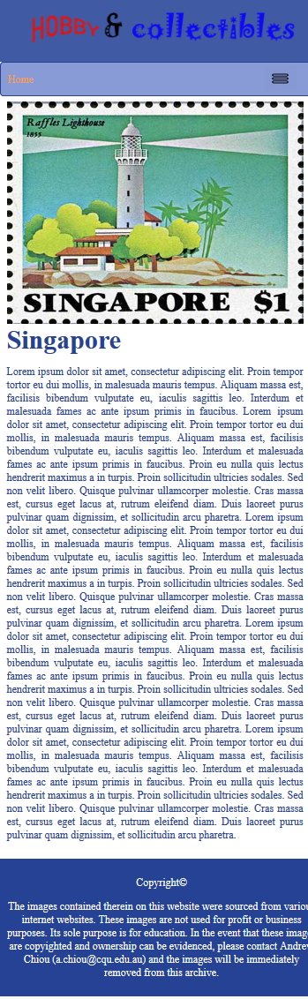 HOBBY & collectibles
Home
Raffles Lighthouse
1855
SINGAPORE $1
Singapore
Lorem ipsum dolor sit amet, consectetur adipiscing elit. Proin tempor
tortor eu dui mollis, in malesuada mauris tempus. Aliquam massa est,
facilisis bibendum vulputate eu, iaculis sagittis leo. Interdum et
malesuada fames ac ante ipsum primis in faucibus. Lorem ipsum
dolor sit amet, consectetur adipiscing elit. Proin tempor tortor eu dui
mollis, in malesuada mauris tempus. Aliquam massa est, facilisis
bibendum vulputate eu, iaculis sagittis leo. Interdum et malesuada
fames ac ante ipsum primis in faucibus. Proin eu nulla quis lectus
hendrerit maximus a in turpis. Proin sollicitudin ultricies sodales. Sed
non velit libero. Quisque pulvinar ullamcorper molestie. Cras massa
est, cursus eget lacus at, rutrum eleifend diam. Duis laoreet purus
pulvinar quam dignissim, et sollicitudin arcu pharetra. Lorem ipsum
dolor sit amet, consectetur adipiscing elit. Proin tempor tortor eu dui
mollis, in malesuada mauris tempus. Aliquam massa est, facilisis
bibendum vulputate eu, iaculis sagittis leo. Interdum et malesuada
fames ac ante ipsum primis in faucibus. Proin eu nulla quis lectus
hendrerit maximus a in turpis. Proin sollicitudin ultricies sodales. Sed
non velit libero. Quisque pulvinar ullamcorper molestie. Cras massa
est, cursus eget lacus at, rutrum eleifend diam. Duis laoreet purus
pulvinar quam dignissim, et sollicitudin arcu pharetra. Lorem ipsum
dolor sit amet, consectetur adipiscing elit. Proin tempor tortor eu dui
mollis, in malesuada mauris tempus. Aliquam massa est, facilisis
bibendum vulputate eu, iaculis sagittis leo. Interdum et malesuada
fames ac ante ipsum primis in faucibus. Proin eu nulla quis lectus
hendrerit maximus a in turpis. Proin sollicitudin ultricies sodales. Sed
non velit libero. Quisque pulvinar ullamcorper molestie. Cras massa
est, cursus eget lacus at, rutrum eleifend diam. Duis laoreet purus
pulvinar quam dignissim, et sollicitudin arcu pharetra. Lorem ipsum
dolor sit amet, consectetur adipiscing elit. Proin tempor tortor eu dui
mollis, in malesuada mauris tempus. Aliquam massa est, facilisis
bibendum vulputate eu, iaculis sagittis leo. Interdum et malesuada
fames ac ante ipsum primis in faucibus. Proin eu nulla quis lectus
hendrerit maximus a in turpis. Proin sollicitudin ultricies sodales. Sed
non velit libero. Quisque pulvinar ullamcorper molestie. Cras massa
est, cursus eget lacus at, rutrum eleifend diam. Duis laoreet purus
pulvinar quam dignissim, et sollicitudin arcu pharetra.
Copyright©
The images contained therein on this website were sourced from variou
internet websites. These images are not used for profit or business
purposes. Its sole purpose is for education. In the event that these image
are copyighted and ownership can be evidenced, please contact Andrew
Chiou (a.chiou@cqu.edu.au) and the images will be immediately
removed from this archive.